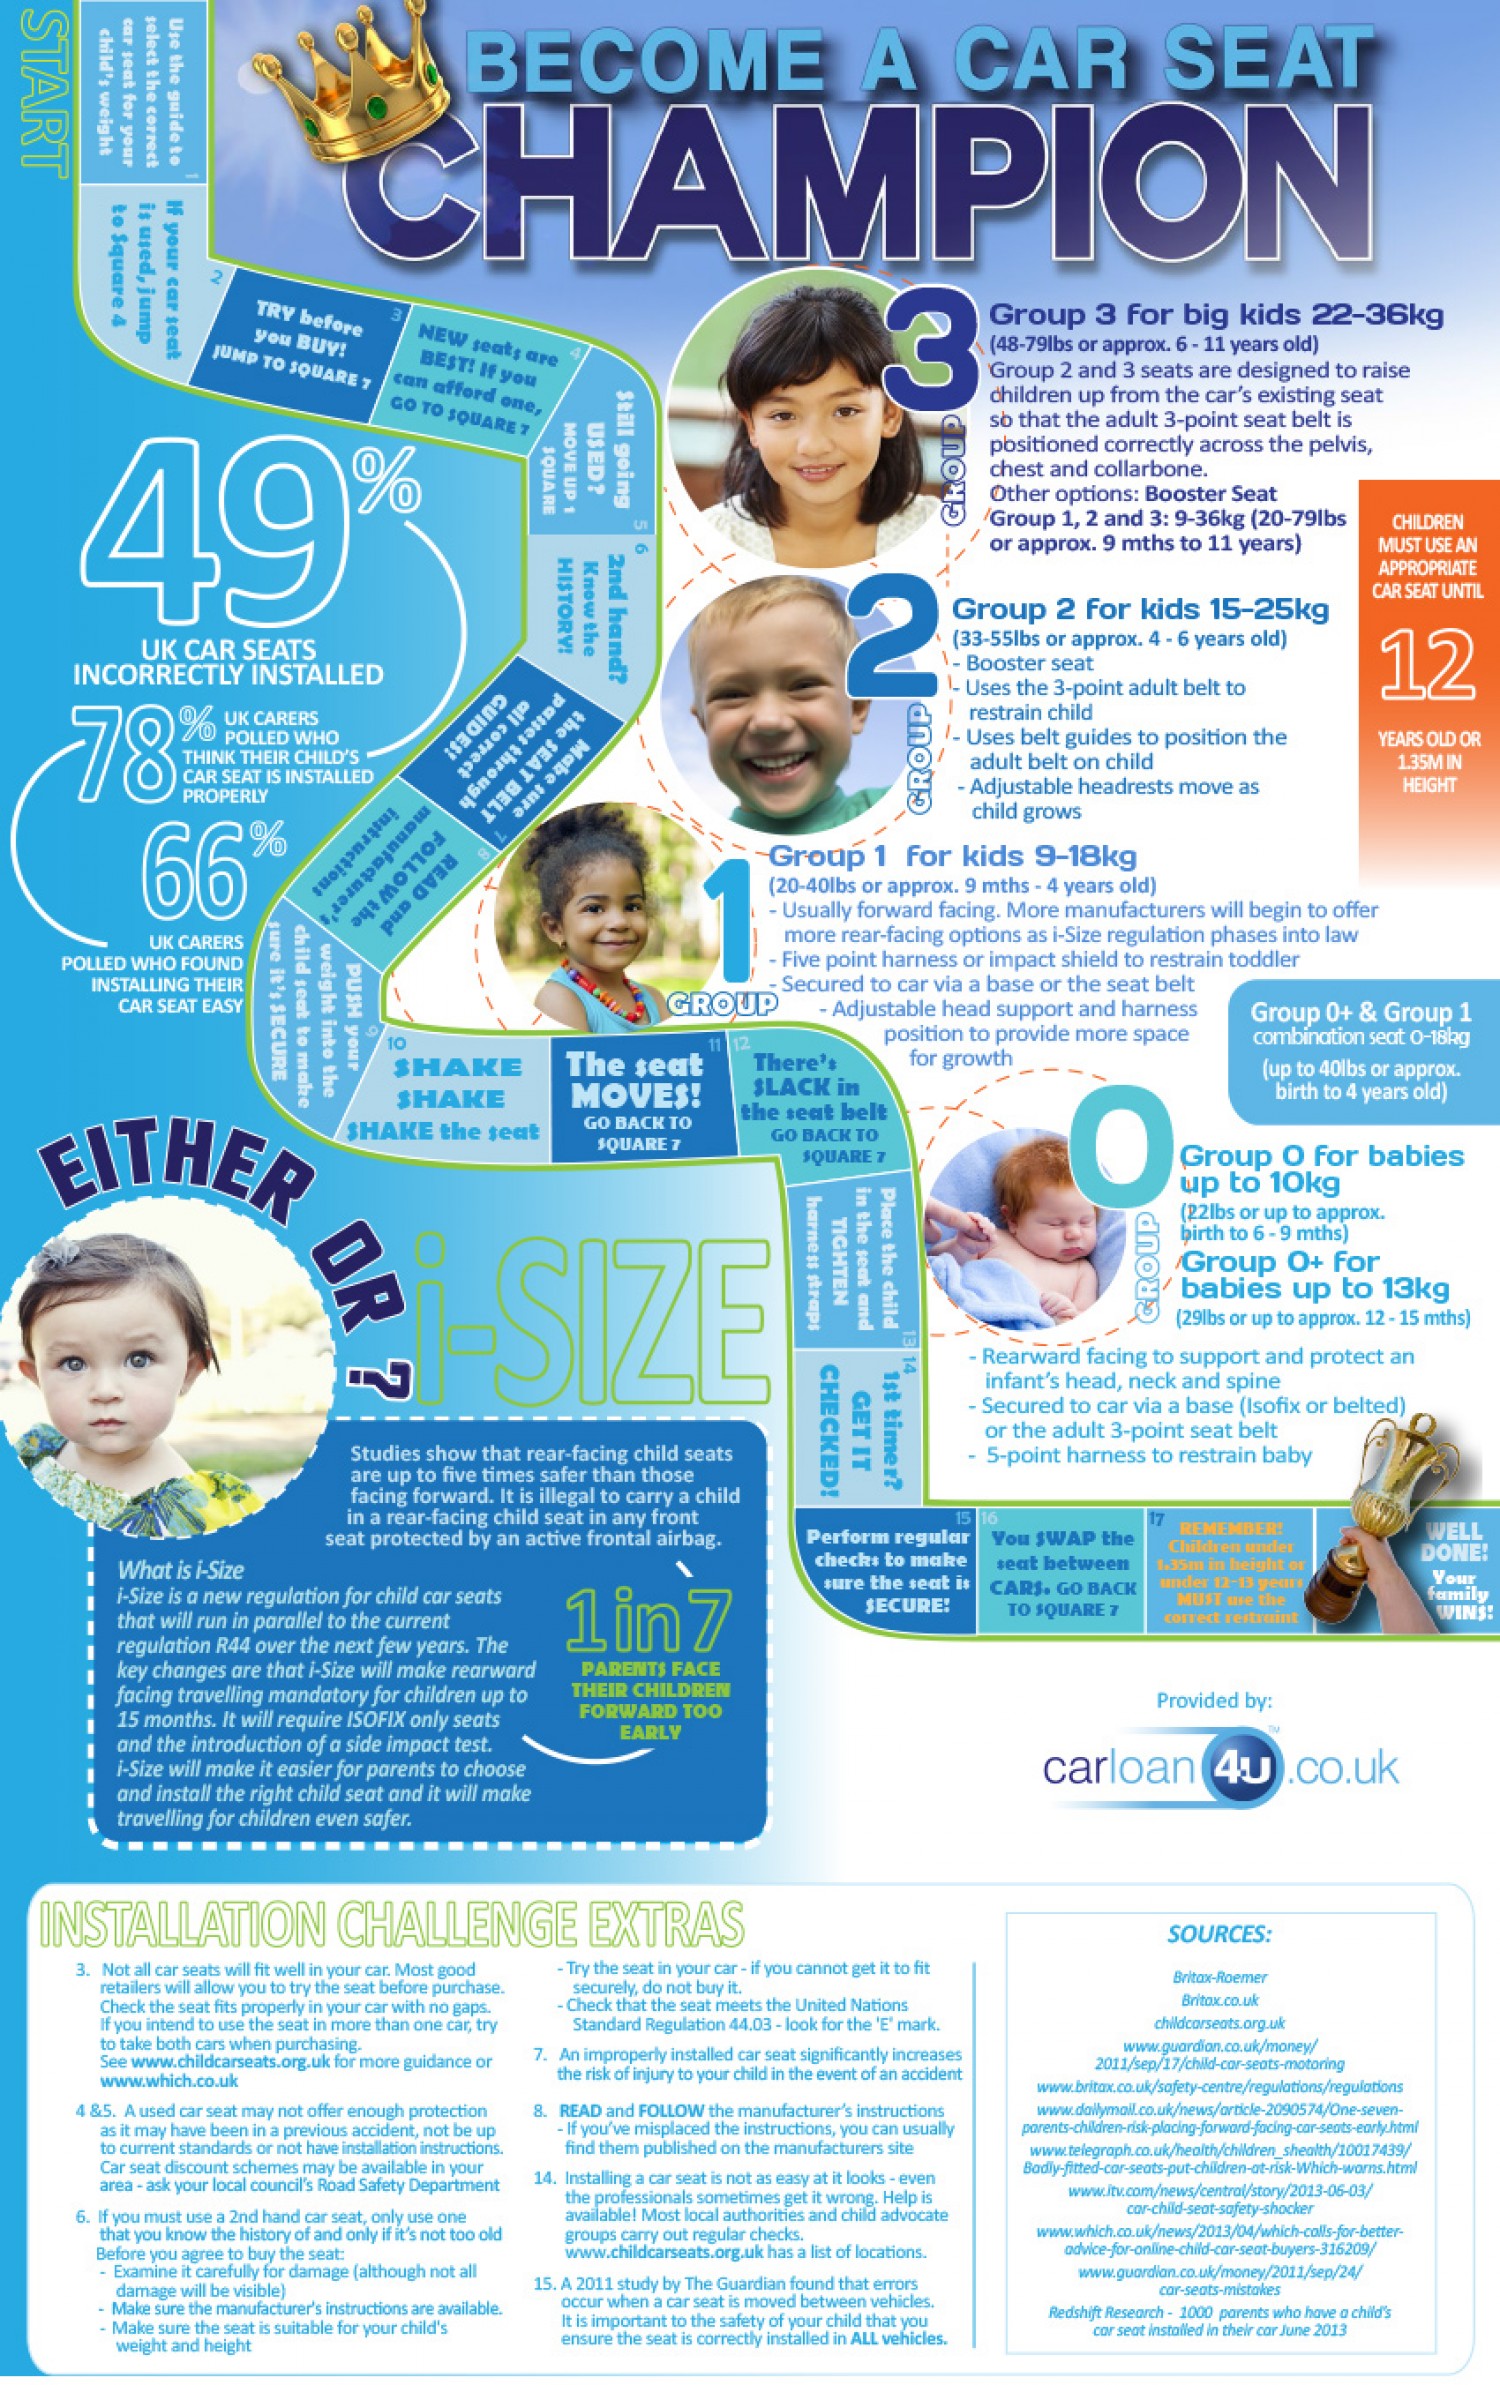 BECOME A CAR SEAT
CHAMPION
START
Use the guide to
select the correct
car seat for your
child's weight
1
If your car seat
is used, jump
to Square 4
2
TRY before
you BUY!
JUMP TO SQUARE 7
3
NEW seats are
BEST! If you
can afford one,
GO TO SQUARE 7
4
Still going
USED?
MOVE UP 1
SQUARE
5
6
2nd hand?
Know the
HISTORY!
Make sure
the SEAT BELT
passes through
all correct
GUIDES!
7
READ and
FOLLOW the
manufacturer's
instructions
8
PUSH your
weight into the
child seat to make
sure it's SECURE
9
10
SHAKE
SHAKE
SHAKE the seat
11
The seat
MOVES!
GO BACK TO
SQUARE 7
12
There's
SLACK in
the seat belt
GO BACK TO
SQUARE 7
Place the child
in the seat and
TIGHTEN
harness straps
13
14
1st time?
GET IT
CHECKED!
15
Perform regular
checks to make
sure the seat is
SECURE!
16
You SWAP the
seat between
CARS. GO BACK
TO SQUARE 7
17
REMEMBER!
Children under
1.35m in height or
under 12-13 years
MUST use the
correct restraint
WELL
DONE!
Your
family
WINS!
49%
UK CAR SEATS
INCORRECTLY INSTALLED
78%
UK CARERS
POLLED WHO
THINK THEIR CHILD'S
CAR SEAT IS INSTALLED
PROPERLY
66%
UK CARERS
POLLED WHO FOUND
INSTALLING THEIR
CAR SEAT EASY
3
GROUP
Group 3 for big kids 22-36kg
(48-79lbs or approx. 6 - 11 years old)
Group 2 and 3 seats are designed to raise
children up from the car's existing seat
so that the adult 3-point seat belt is
positioned correctly across the pelvis,
chest and collarbone.
Other options: Booster Seat
Group 1, 2 and 3: 9-36kg (20-79lbs
or approx. 9 mths to 11 years)
CHILDREN
MUST USE AN
APPROPRIATE
CAR SEAT UNTIL
12
YEARS OLD OR
1.35M IN
HEIGHT
2
GROUP
Group 2 for kids 15-25kg
(33-55lbs or approx. 4 - 6 years old)
- Booster seat
- Uses the 3-point adult belt to
restrain child
- Uses belt guides to position the
adult belt on child
- Adjustable headrests move as
child grows
1
GROUP
Group 1 for kids 9-18kg
(20-40lbs or approx. 9 mths - 4 years old)
- Usually forward facing. More manufacturers will begin to offer
more rear-facing options as i-Size regulation phases into law
- Five point harness or impact shield to restrain toddler
- Secured to car via a base or the seat belt
- Adjustable head support and harness
position to provide more space
for growth
Group 0+ & Group 1
combination seat 0-18kg
(up to 40lbs or approx.
birth to 4 years old)
0
GROUP
Group 0 for babies
up to 10kg
(22lbs or up to approx.
birth to 6 - 9 mths)
Group 0+ for
babies up to 13kg
(29lbs or up to approx. 12 - 15 mths)
- Rearward facing to support and protect an
infant's head, neck and spine
- Secured to car via a base (Isofix or belted)
or the adult 3-point seat belt
- 5-point harness to restrain baby
EITHER OR ?
i-SIZE
Studies show that rear-facing child seats
are up to five times safer than those
facing forward. It is illegal to carry a child
in a rear-facing child seat in any front
seat protected by an active frontal airbag.
What is i-Size
i-Size is a new regulation for child car seats
that will run in parallel to the current
regulation R44 over the next few years. The
key changes are that i-Size will make rearward
facing travelling mandatory for children up to
15 months. It will require ISOFIX only seats
and the introduction of a side impact test.
i-Size will make it easier for parents to choose
and install the right child seat and it will make
travelling for children even safer.
1 in 7
PARENTS FACE
THEIR CHILDREN
FORWARD TOO
EARLY
Provided by:
carloan4u.co.uk
TM
INSTALLATION CHALLENGE EXTRAS
3. Not all car seats will fit well in your car. Most good
retailers will allow you to try the seat before purchase.
Check the seat fits properly in your car with no gaps.
If you intend to use the seat in more than one car, try
to take both cars when purchasing.
See www.childcarseats.org.uk for more guidance or
www.which.co.uk
4 &5. A used car seat may not offer enough protection
as it may have been in a previous accident, not be up
to current standards or not have installation instructions.
Car seat discount schemes may be available in your
area - ask your local council's Road Safety Department
6. If you must use a 2nd hand car seat, only use one
that you know the history of and only if it's not too old
Before you agree to buy the seat:
- Examine it carefully for damage (although not all
damage will be visible)
- Make sure the manufacturer's instructions are available.
- Make sure the seat is suitable for your child's
weight and height
- Try the seat in your car - if you cannot get it to fit
securely, do not buy it.
- Check that the seat meets the United Nations
Standard Regulation 44.03 - look for the 'E' mark.
7. An improperly installed car seat significantly increases
the risk of injury to your child in the event of an accident
8. READ and FOLLOW the manufacturer's instructions
- If you've misplaced the instructions, you can usually
find them published on the manufacturers site
14. Installing a car seat is not as easy at it looks - even
the professionals sometimes get it wrong. Help is
available! Most local authorities and child advocate
groups carry out regular checks.
www.childcarseats.org.uk has a list of locations.
15. A 2011 study by The Guardian found that errors
occur when a car seat is moved between vehicles.
It is important to the safety of your child that you
ensure the seat is correctly installed in ALL vehicles.
SOURCES:
Britax-Roemer
Britax.co.uk
childcarseats.org.uk
www.guardian.co.uk/money/
2011/sep/17/child-car-seats-motoring
www.britax.co.uk/safety-centre/regulations/regulations
www.dailymail.co.uk/news/article-2090574/One-seven-
parents-children-risk-placing-forward-facing-car-seats-early.html
www.telegraph.co.uk/health/children_shealth/10017439/
Badly-fitted-car-seats-put-children-at-risk-Which-warns.html
www.itv.com/news/central/story/2013-06-03/
car-child-seat-safety-shocker
www.which.co.uk/news/2013/04/which-calls-for-better-
advice-for-online-child-car-seat-buyers-316209/
www.guardian.co.uk/money/2011/sep/24/
car-seats-mistakes
Redshift Research - 1000 parents who have a child's
car seat installed in their car June 2013